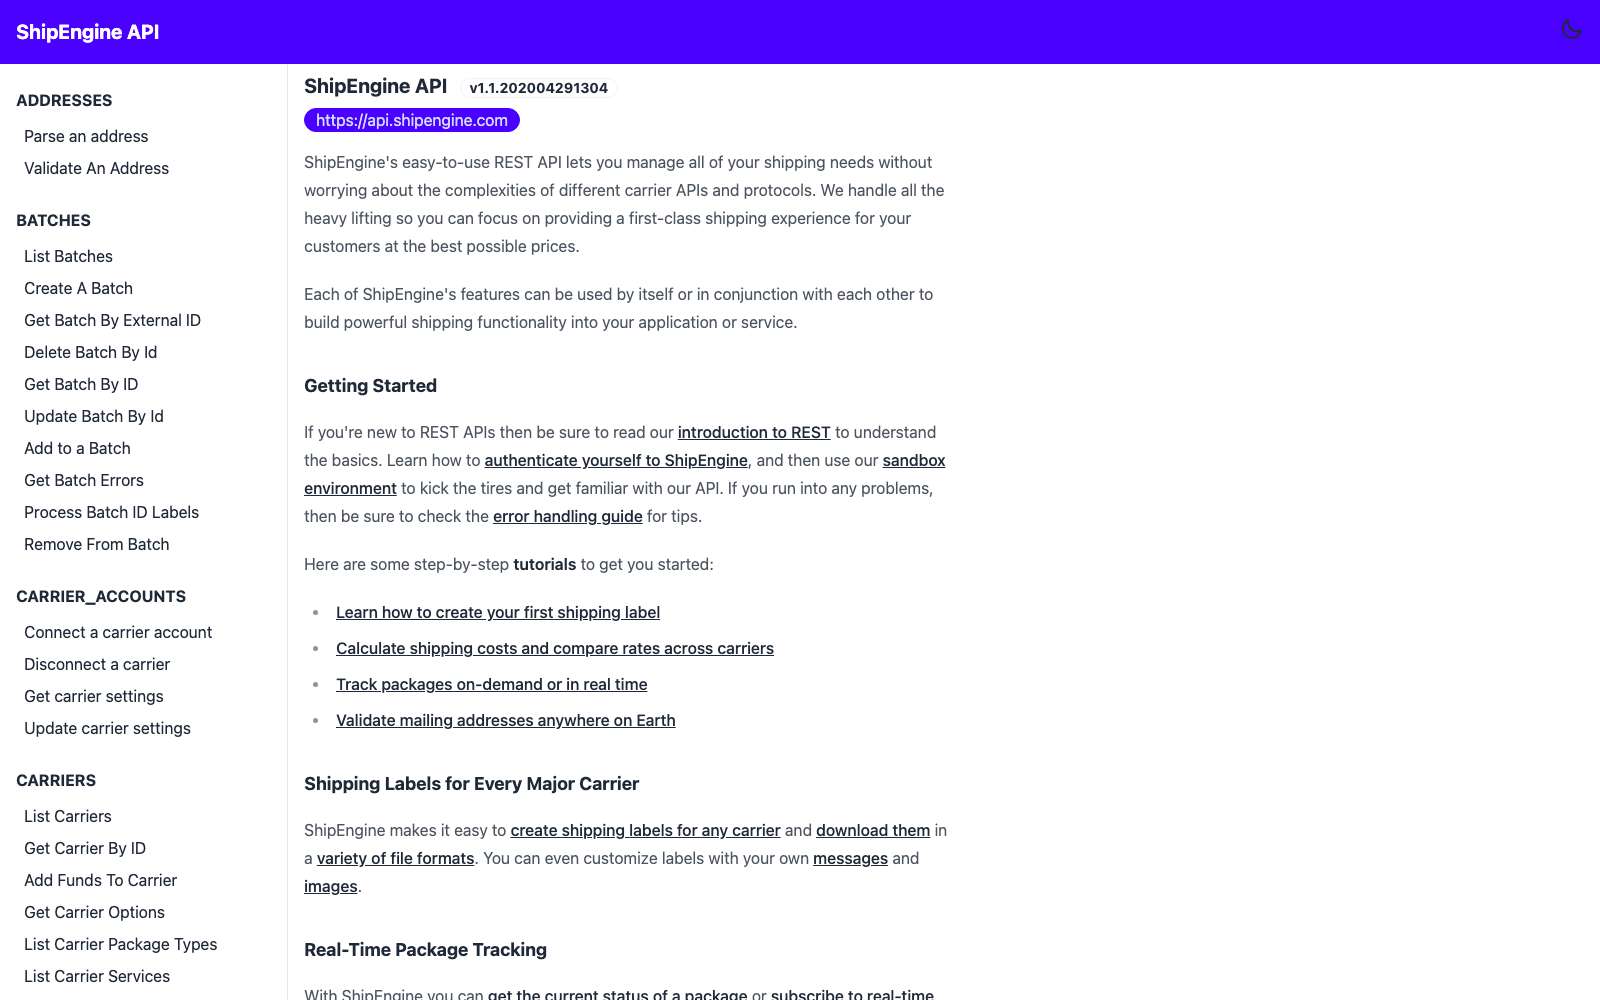 ShipEngine API
ADDRESSES
Parse an address
Validate An Address
BATCHES
List Batches
Create A Batch
Get Batch By External ID
Delete Batch By Id
Get Batch By ID
Update Batch By Id
Add to a Batch
Get Batch Errors
Process Batch ID Labels
Remove From Batch
CARRIER_ACCOUNTS
Connect a carrier account
Disconnect a carrier
Get carrier settings
Update carrier settings
CARRIERS
List Carriers
Get Carrier By ID
Add Funds To Carrier
Get Carrier Options
List Carrier Package Types
List Carrier Services
ShipEngine API v1.1.202004291304
https://api.shipengine.com
ShipEngine's easy-to-use REST API lets you manage all of your shipping needs without
worrying about the complexities of different carrier APIs and protocols. We handle all the
heavy lifting so you can focus on providing a first-class shipping experience for your
customers at the best possible prices.
Each of ShipEngine's features can be used by itself or in conjunction with each other to
build powerful shipping functionality into your application or service.
Getting Started
If you're new to REST APIs then be sure to read our introduction to REST to understand
the basics. Learn how to authenticate yourself to ShipEngine, and then use our sandbox
environment to kick the tires and get familiar with our API. If you run into any problems,
then be sure to check the error handling guide for tips.
Here are some step-by-step tutorials to get you started:
• Learn how to create your first shipping label
• Calculate shipping costs and compare rates across carriers
• Track packages on-demand or in real time
• Validate mailing addresses anywhere on Earth
Shipping Labels for Every Major Carrier
ShipEngine makes it easy to create shipping labels for any carrier and download them in
a variety of file formats. You can even customize labels with your own messages and
images.
Real-Time Package Tracking
With ShipEngine you can get the current status of a package or subscribe to real-time